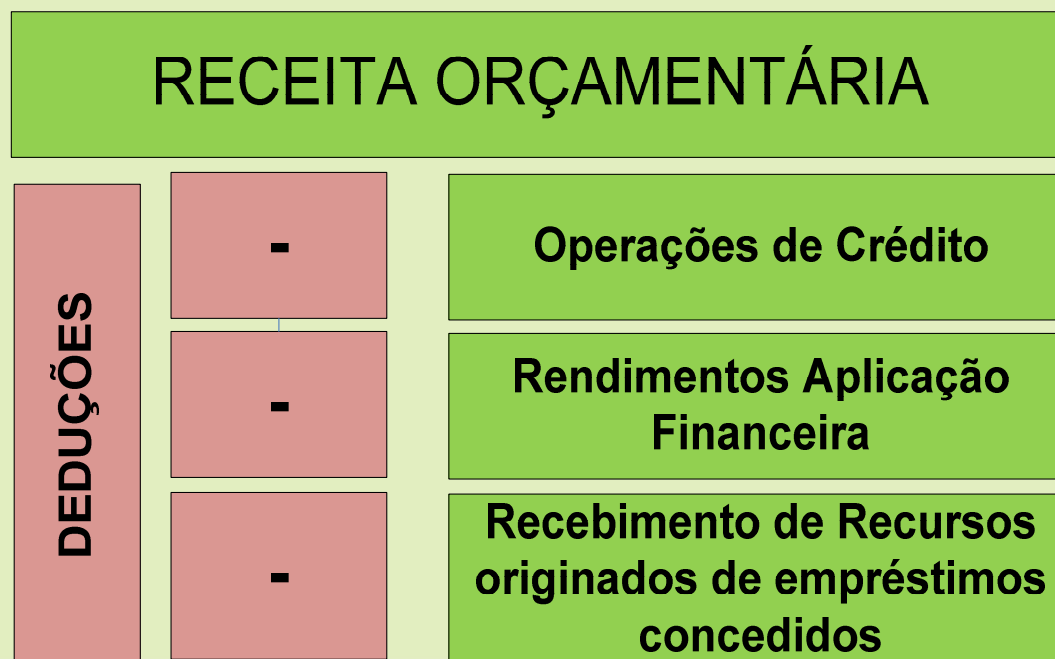 RECEITA ORÇAMENTÁRIA
DEDUÇÕES
-
Operações de Crédito
-
Rendimentos Aplicação
Financeira
-
Recebimento de Recursos
originados de empréstimos
concedidos